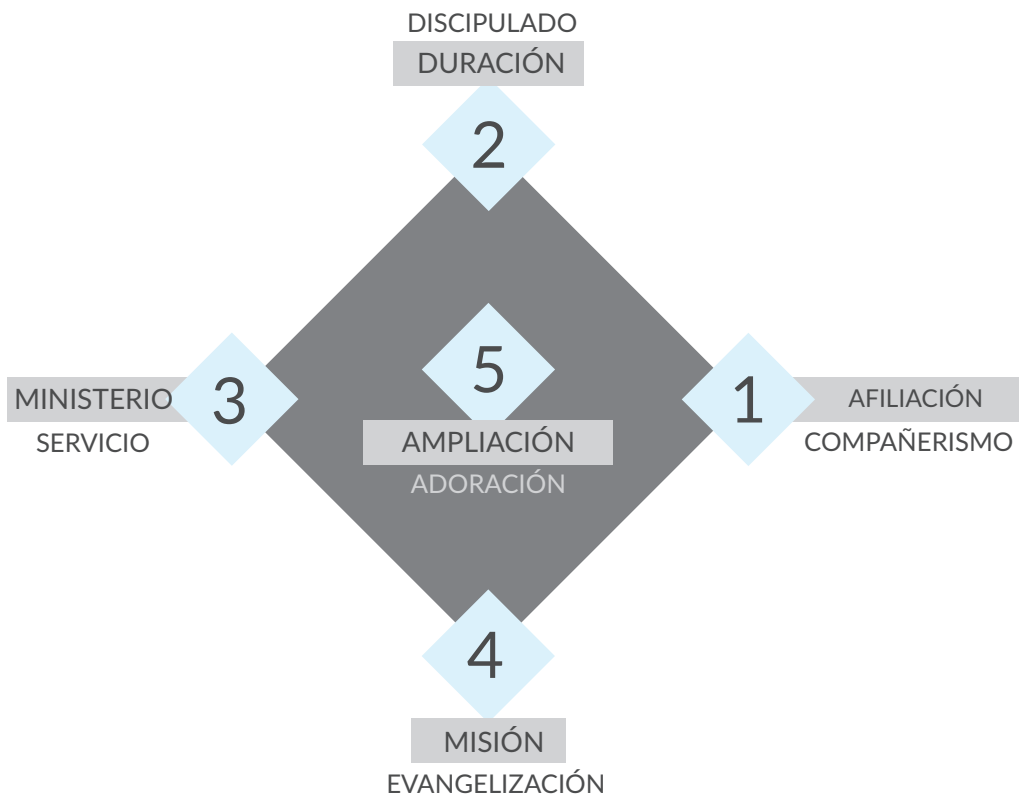 DISCIPULADO
DURACIÓN
2
5
3
1
MINISTERIO
AFILIACIÓN
SERVICIO
AMPLIACIÓN
COMPAÑERISMO
ADORACIÓN
4
MISIÓN
EVANGELIZACIÓN